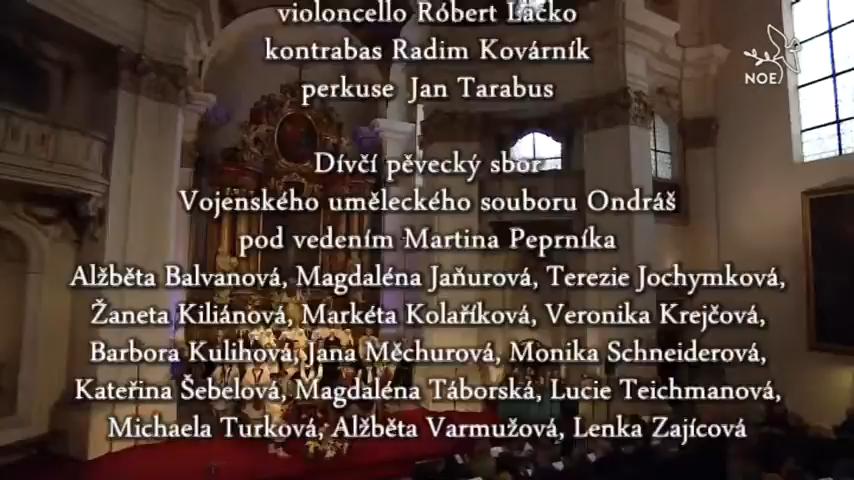 violoncello Róbert Lačko
kontrabas Radim Kovárník
perkuse Jan Tarabus
NOE
Dívčí pěvecký sbor
Vojenského uměleckého souboru Ondráš
pod vedením Martina Peprníka
Alžběta Balvanová, Magdaléna Jaňurová, Terezie Jochymková,
Žaneta Kiliánová, Markéta Kolaříková, Veronika Krejčová,
Barbora Kulihová, Jana Měchurová, Monika Schneiderová,
Kateřina Šebelová, Magdaléna Táborská, Lucie Teichmanová,
Michaela Turková, Alžběta Varmužová, Lenka Zajícová